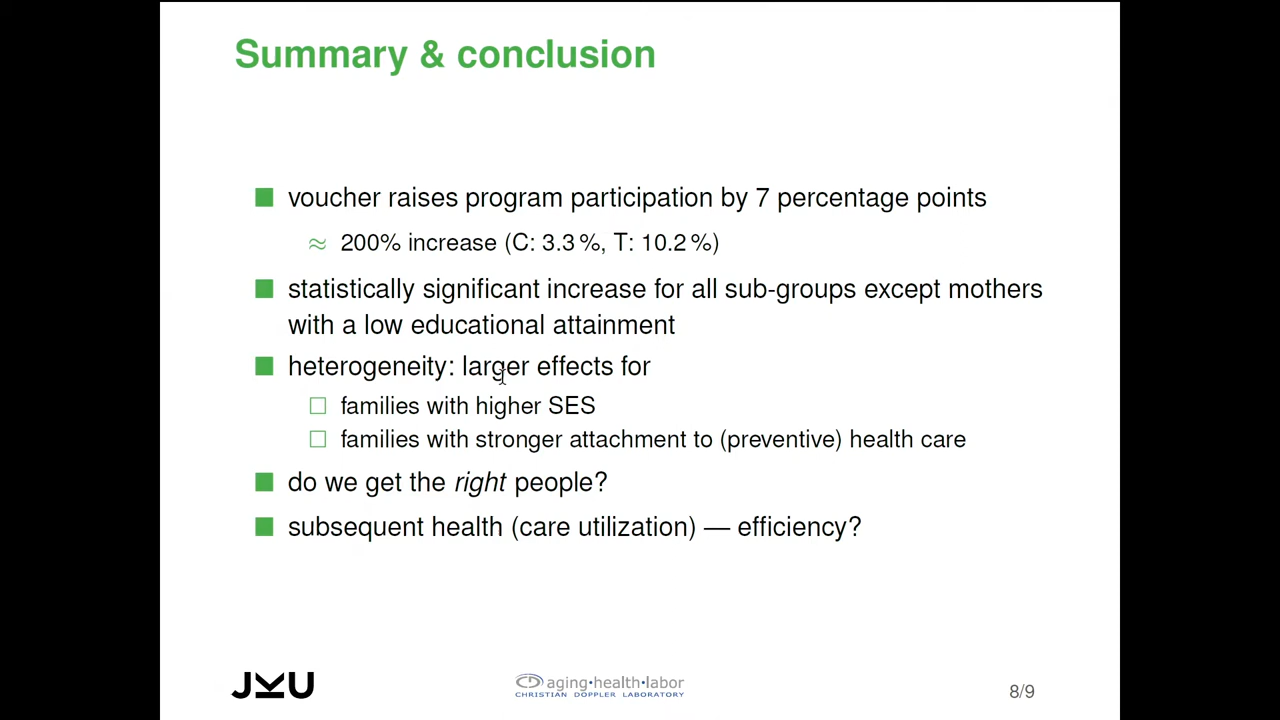 Summary & conclusion
voucher raises program participation by 7 percentage points
≈ 200% increase (C: 3.3 %, T: 10.2 %)
statistically significant increase for all sub-groups except mothers
with a low educational attainment
heterogeneity: larger effects for
families with higher SES
families with stronger attachment to (preventive) health care
do we get the right people?
subsequent health (care utilization) — efficiency?
JKU
aging·health·labor
CHRISTIAN DOPPLER LABORATORY
8/9